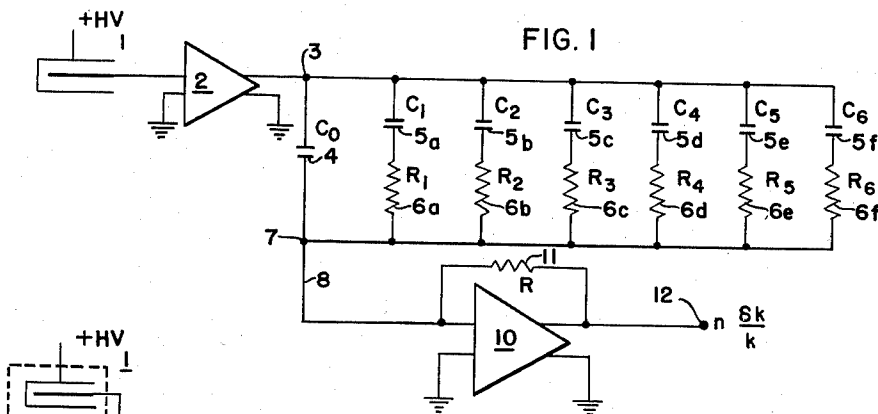 FIG. 1
+HV
1
2
3
C0
4
C1
5a
C2
5b
C3
5c
C4
5d
C5
5e
C6
5f
R1
6a
R2
6b
R3
6c
R4
6d
R5
6e
R6
6f
7
8
11
R
10
12
n δk/k
+HV
1